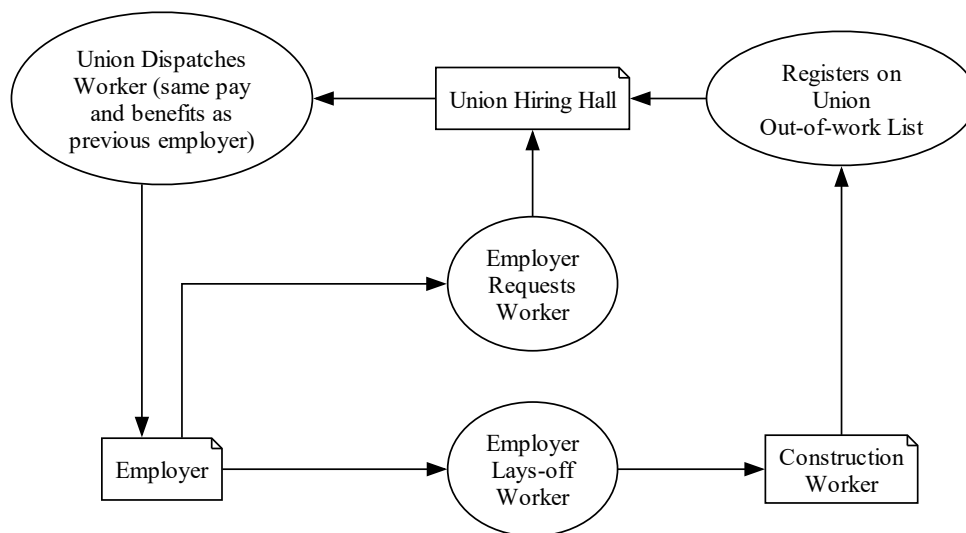 Union Dispatches
Worker (same pay
and benefits as
previous employer)
Union Hiring Hall
Registers on
Union
Out-of-work List
Employer
Requests
Worker
Employer
Employer
Lays-off
Worker
Construction
Worker